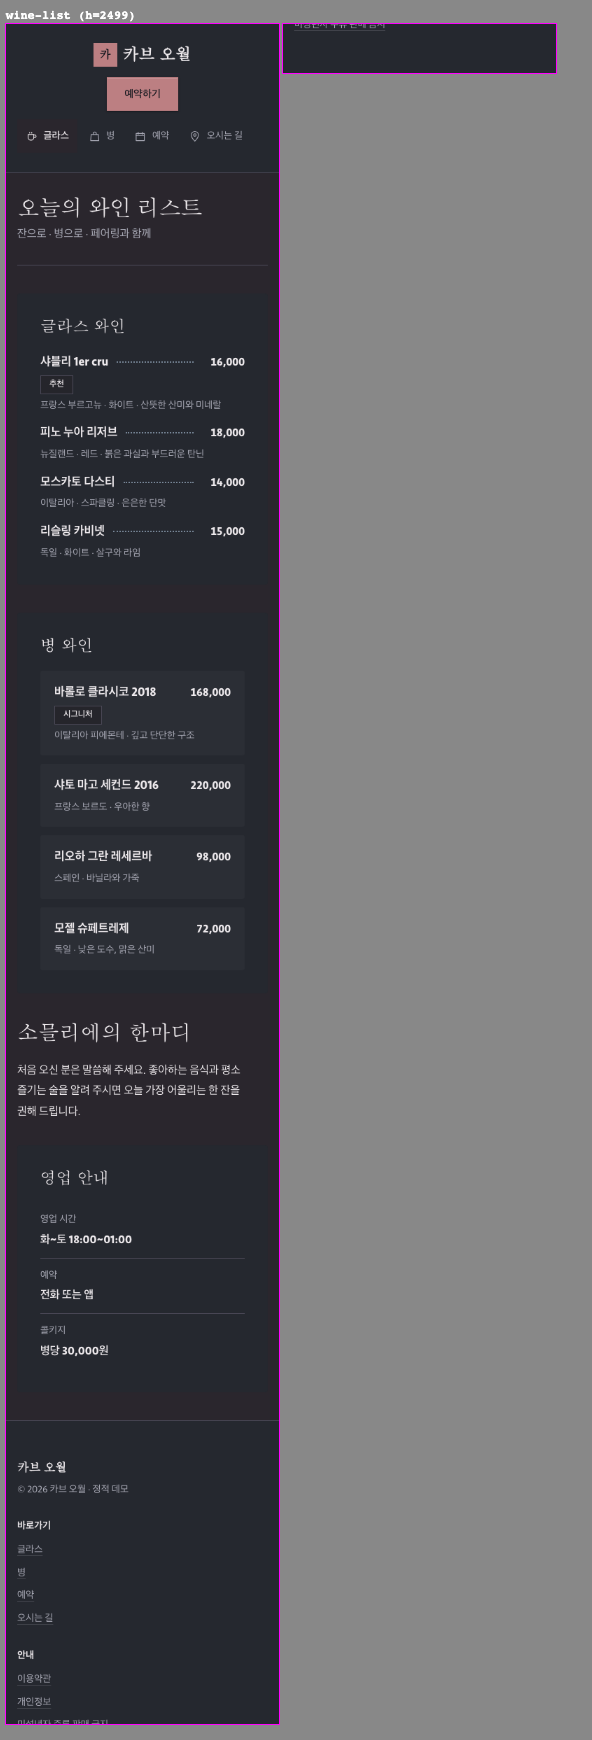 wine-list (h=2499)
카 카브 오월
예약하기
글라스 병 예약 오시는 길
오늘의 와인 리스트
잔으로 · 병으로 · 페어링과 함께
글라스 와인
샤블리 1er cru 16,000
추천
프랑스 부르고뉴 · 화이트 · 산뜻한 산미와 미네랄
피노 누아 리저브 18,000
뉴질랜드 · 레드 · 붉은 과실과 부드러운 탄닌
모스카토 다스티 14,000
이탈리아 · 스파클링 · 은은한 단맛
리슬링 카비넷 15,000
독일 · 화이트 · 살구와 라임
병 와인
바롤로 클라시코 2018 168,000
시그니처
이탈리아 피에몬테 · 깊고 단단한 구조
샤토 마고 세컨드 2016 220,000
프랑스 보르도 · 우아한 향
리오하 그란 레세르바 98,000
스페인 · 바닐라와 가죽
모젤 슈페트레제 72,000
독일 · 낮은 도수, 맑은 산미
소믈리에의 한마디
처음 오신 분은 말씀해 주세요. 좋아하는 음식과 평소
즐기는 술을 알려 주시면 오늘 가장 어울리는 한 잔을
권해 드립니다.
영업 안내
영업 시간
화~토 18:00~01:00
예약
전화 또는 앱
콜키지
병당 30,000원
카브 오월
© 2026 카브 오월 · 정적 데모
바로가기
글라스
병
예약
오시는 길
안내
이용약관
개인정보
미성년자 주류 판매 금지